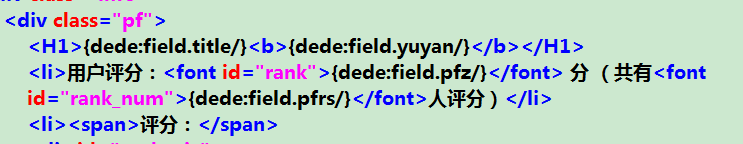 <div class="pf">
<H1>{dede:field.title/}<b>{dede:field.yuyan/}</b></H1>
<li>用户评分：<font id="rank">{dede:field.pfz/}</font> 分 （共有<font
id="rank_num">{dede:field.pfrs/}</font>人评分）</li>
<li><span>评分：</span>